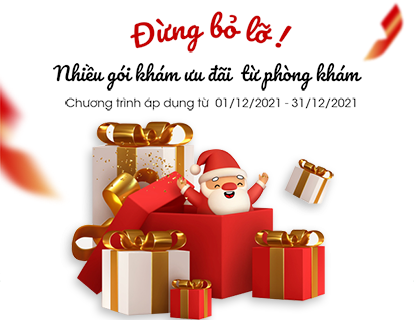 Đừng bỏ lỡ!
Nhiều gói khám ưu đãi từ phòng khám
Chương trình áp dụng từ 01/12/2021 - 31/12/2021